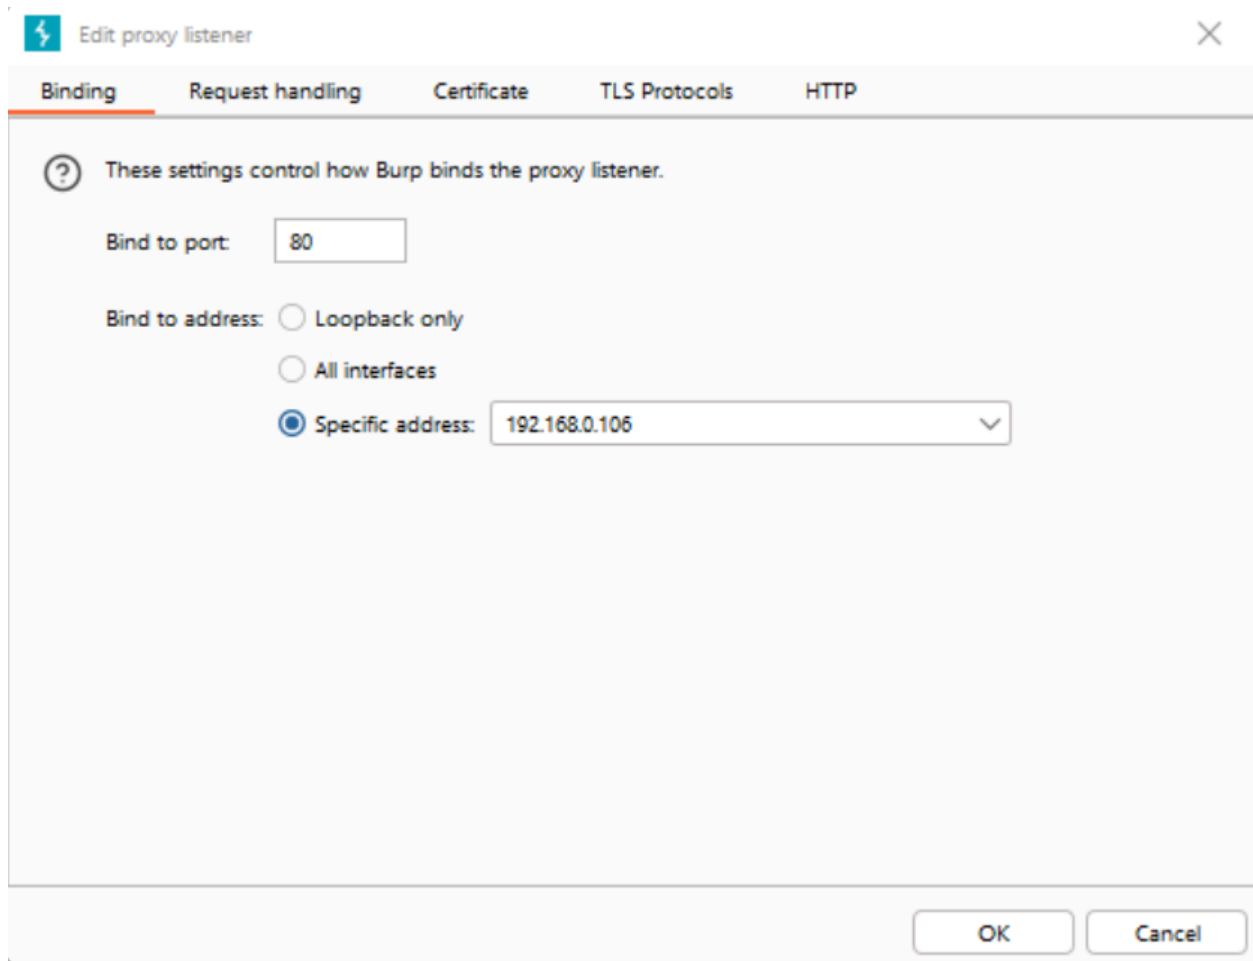 Edit proxy listener
Binding Request handling Certificate TLS Protocols HTTP
These settings control how Burp binds the proxy listener.
Bind to port: 80
Bind to address: Loopback only
All interfaces
Specific address: 192.168.0.106
OK Cancel